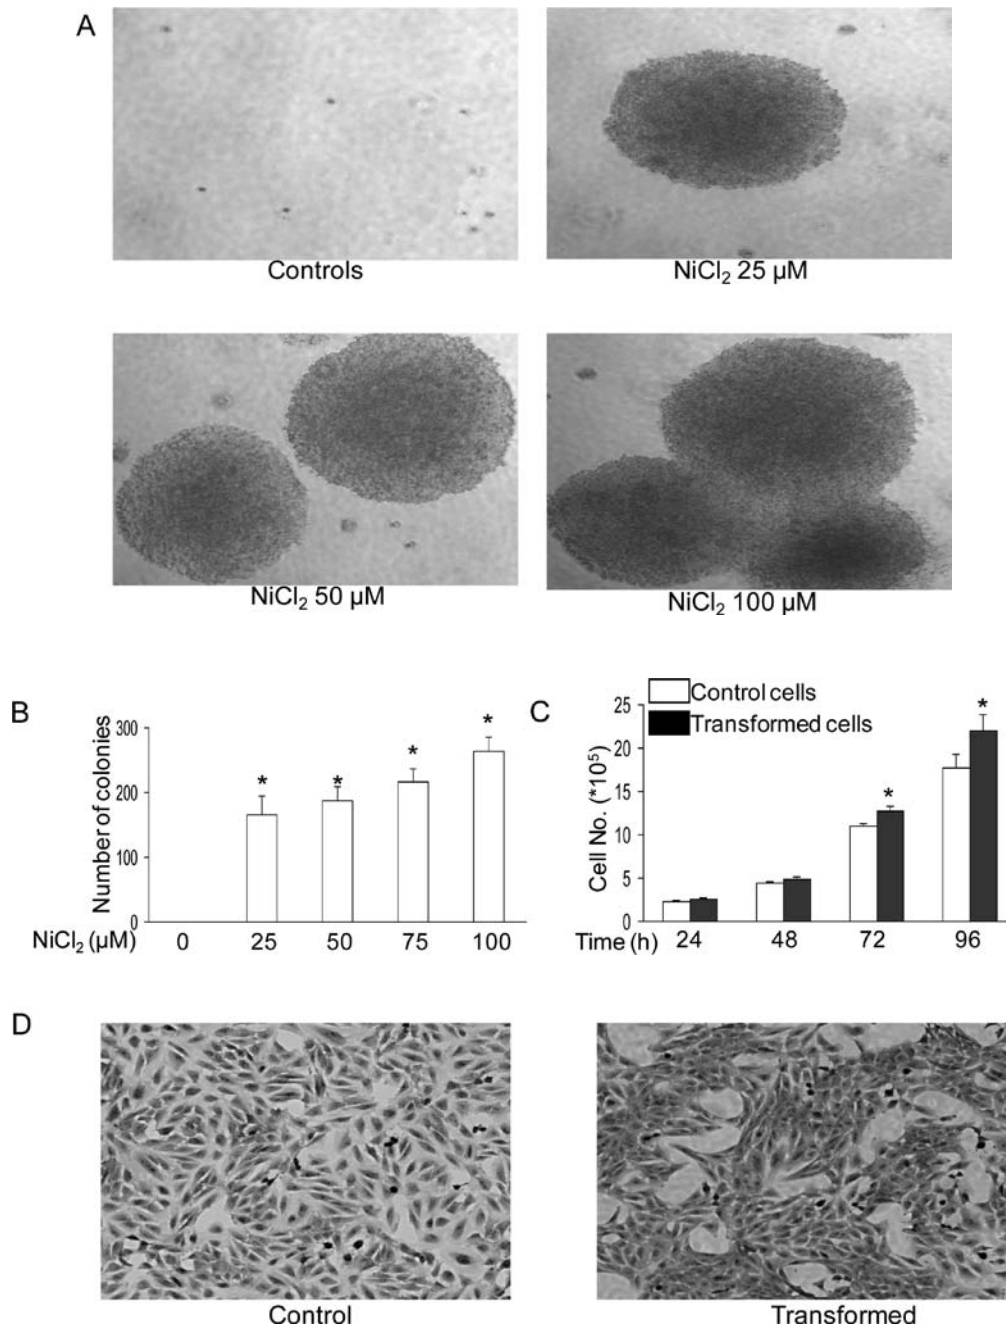 A
Controls
NiCl₂ 25 µM
NiCl₂ 50 µM
NiCl₂ 100 µM
B
Number of colonies
300
200
100
0
* * * *
NiCl₂ (µM) 0 25 50 75 100
C
Control cells
Transformed cells
Cell No. (*10⁵)
25
20
15
10
5
0
* *
Time (h) 24 48 72 96
D
Control
Transformed